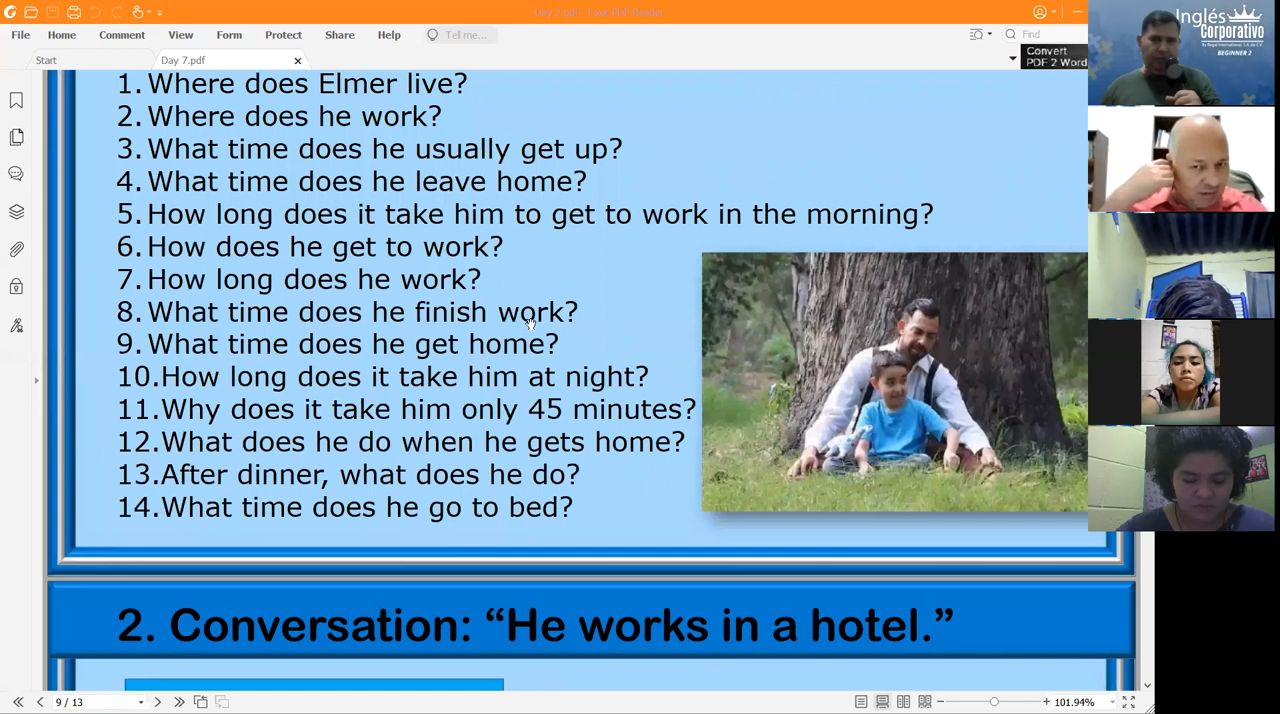 Day 7.pdf - Foxit PDF Reader
File Home Comment View Form Protect Share Help Tell me... Find
Start Day 7.pdf
Convert
PDF 2 Word
Inglés
Corporativo
BEGINNER 2
1. Where does Elmer live?
2. Where does he work?
3. What time does he usually get up?
4. What time does he leave home?
5. How long does it take him to get to work in the morning?
6. How does he get to work?
7. How long does he work?
8. What time does he finish work?
9. What time does he get home?
10. How long does it take him at night?
11. Why does it take him only 45 minutes?
12. What does he do when he gets home?
13. After dinner, what does he do?
14. What time does he go to bed?
2. Conversation: “He works in a hotel.”
9 / 13
101.94%